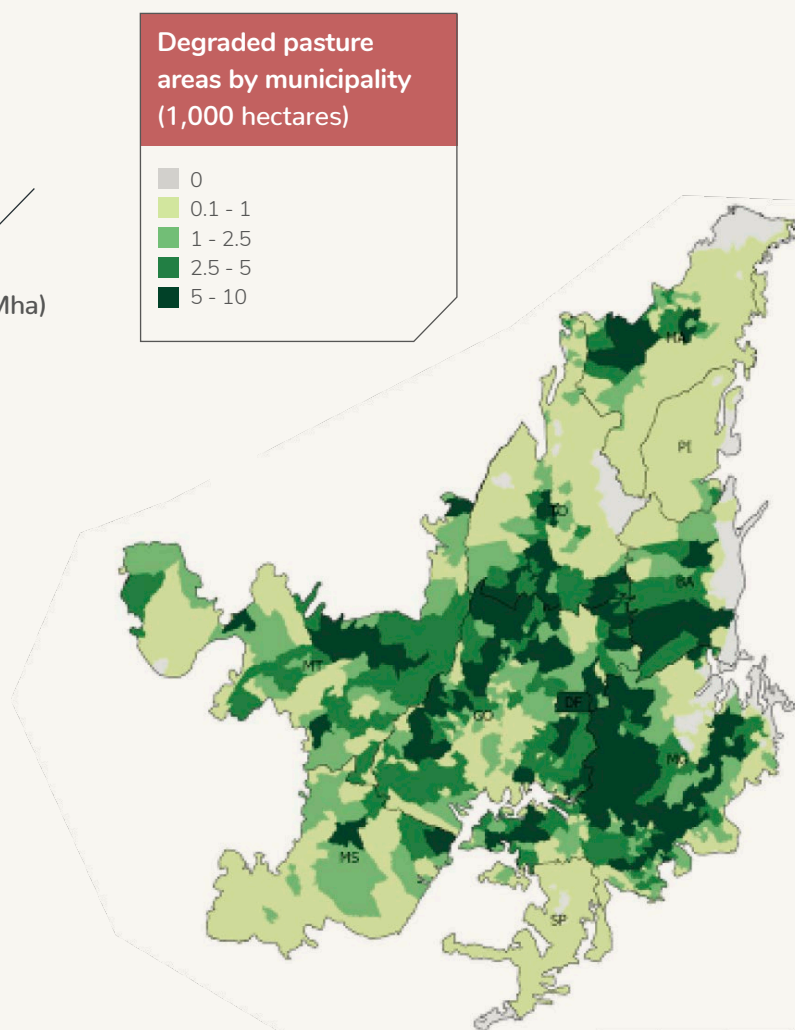 Degraded pasture
areas by municipality
(1,000 hectares)
0
0.1 - 1
1 - 2.5
2.5 - 5
5 - 10
Mha)
MA
PI
TO
BA
MT
DF
GO
MG
MS
SP